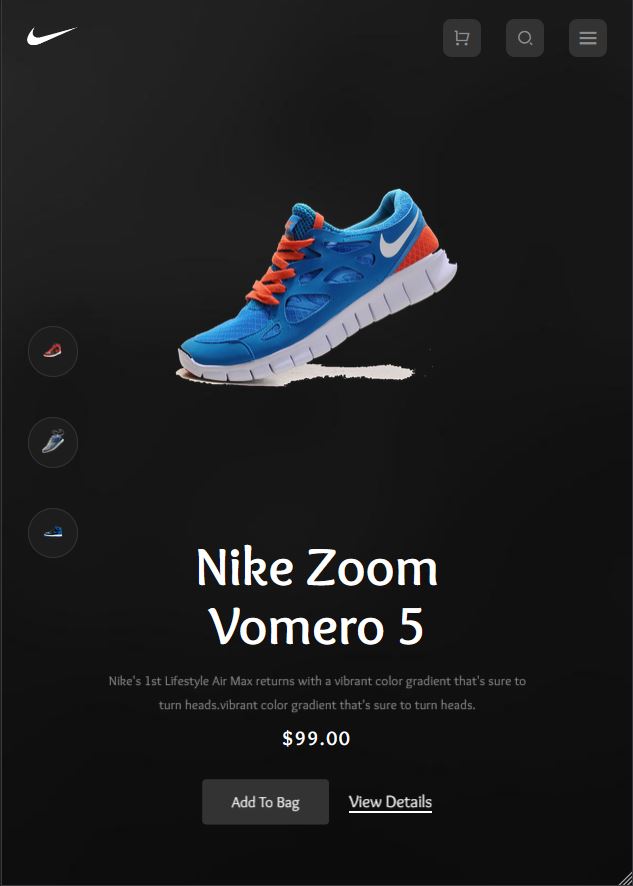 Nike Zoom
Vomero 5
Nike's 1st Lifestyle Air Max returns with a vibrant color gradient that's sure to
turn heads.vibrant color gradient that's sure to turn heads.
$99.00
Add To Bag View Details